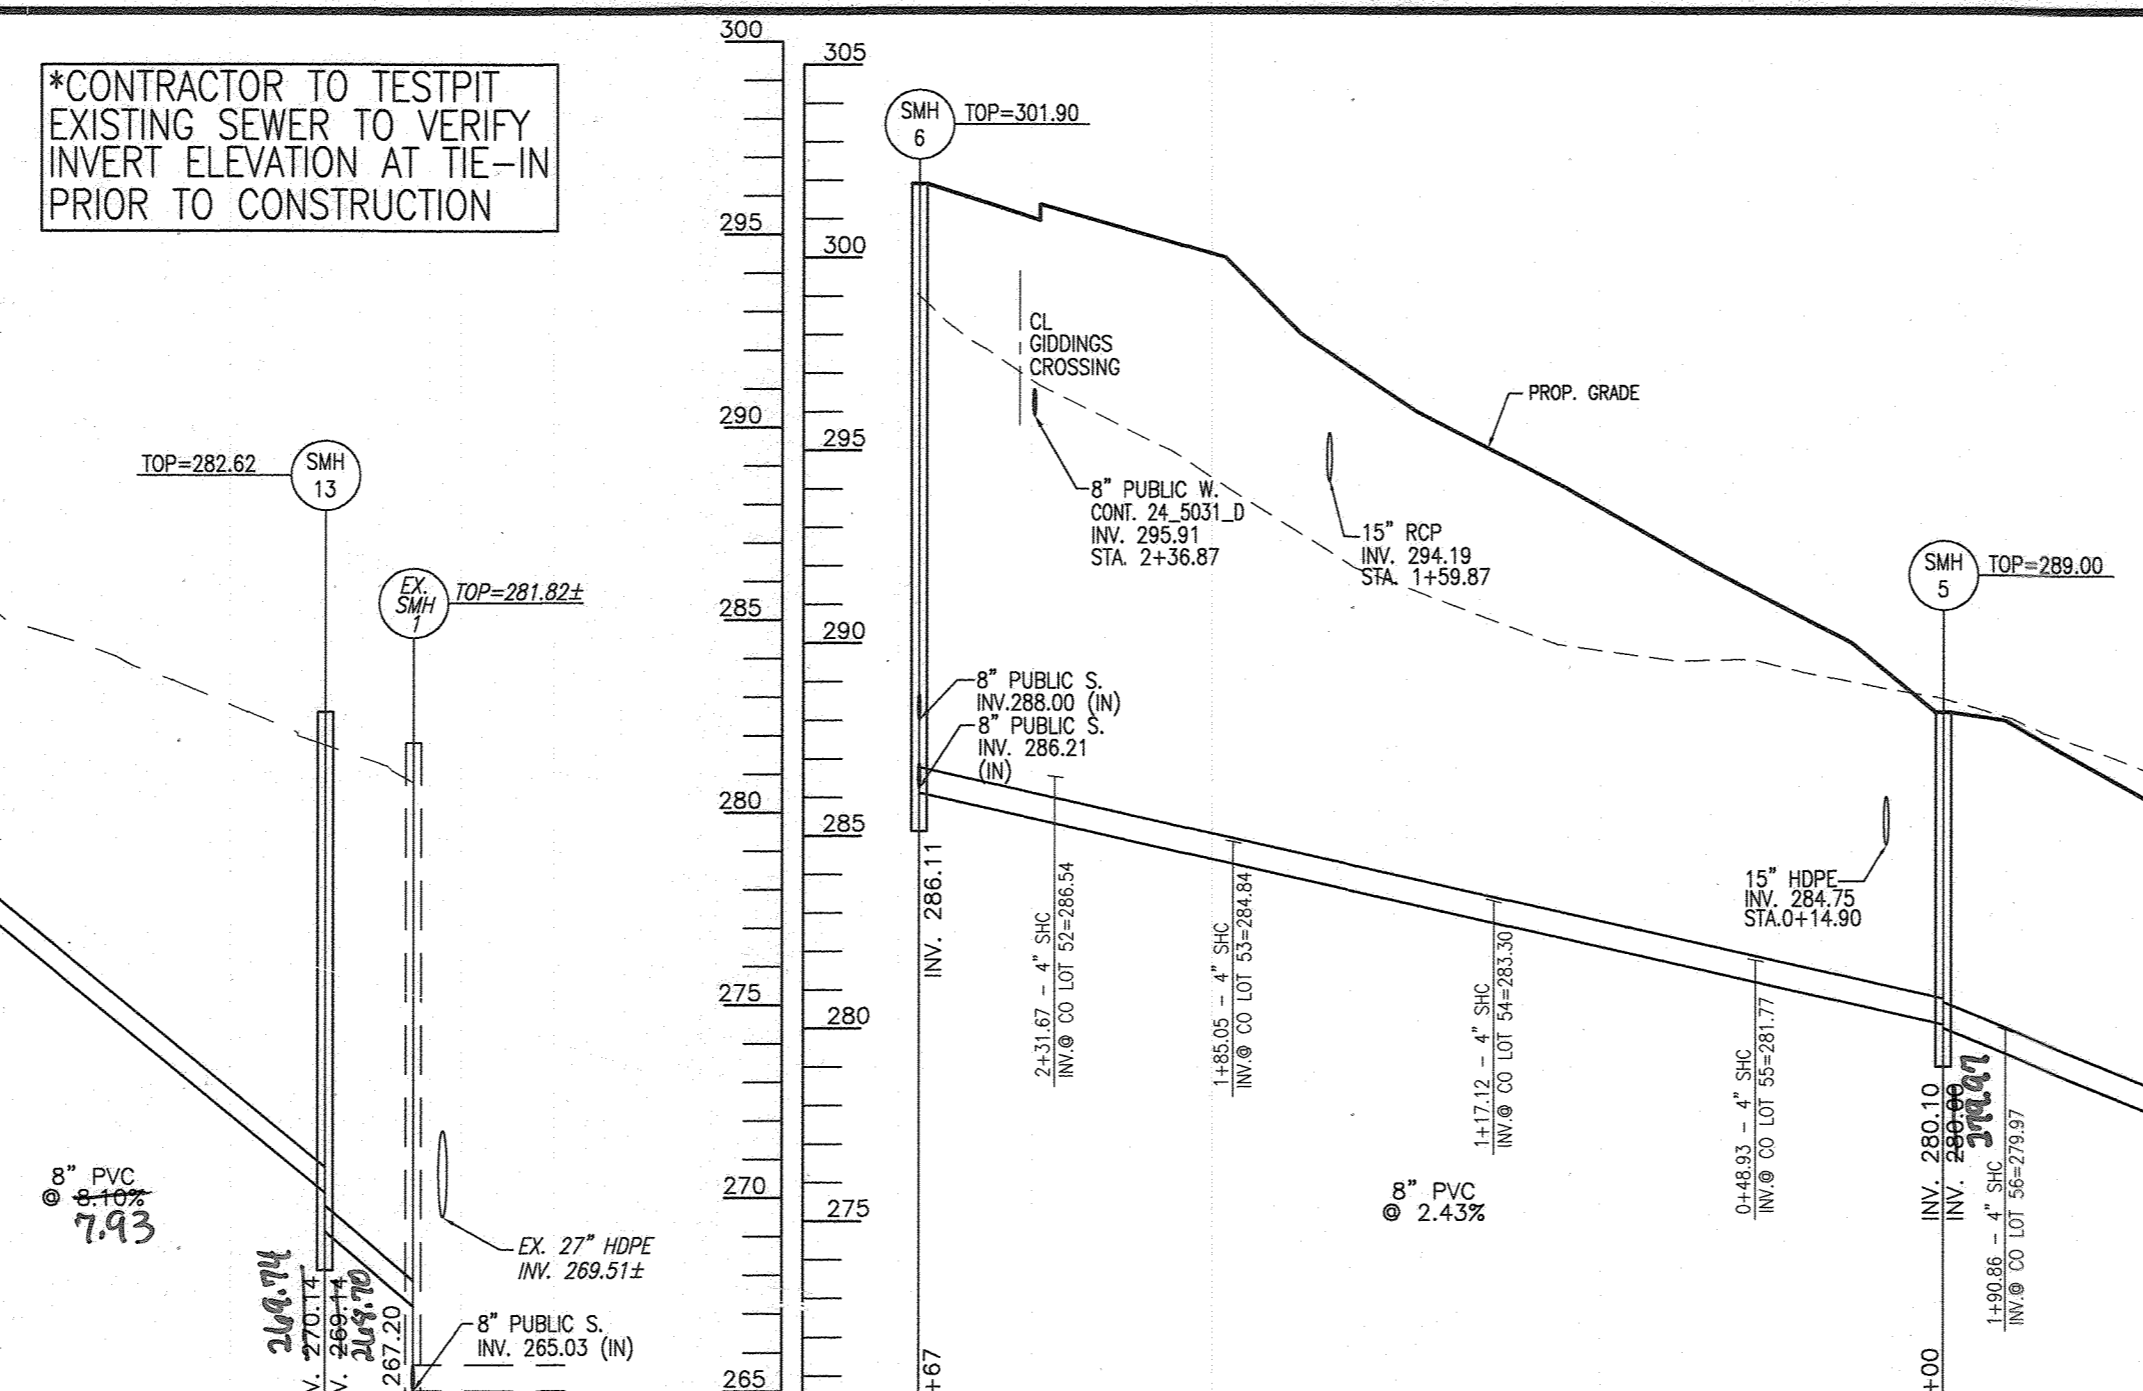 *CONTRACTOR TO TESTPIT
EXISTING SEWER TO VERIFY
INVERT ELEVATION AT TIE-IN
PRIOR TO CONSTRUCTION
TOP=282.62
SMH
13
EX.
SMH
1
TOP=281.82±
8" PVC
@ 8.10%
7.93
269.74
V. 270.14
V. 269.14
268.70
267.20
EX. 27" HDPE
INV. 269.51±
8" PUBLIC S.
INV. 265.03 (IN)
300
295
290
285
280
275
270
265
305
300
295
290
285
280
275
SMH
6
TOP=301.90
CL
GIDDINGS
CROSSING
8" PUBLIC W.
CONT. 24_5031_D
INV. 295.91
STA. 2+36.87
15" RCP
INV. 294.19
STA. 1+59.87
PROP. GRADE
SMH
5
TOP=289.00
8" PUBLIC S.
INV.288.00 (IN)
8" PUBLIC S.
INV. 286.21
(IN)
INV. 286.11
2+31.67 - 4" SHC
INV.@ CO LOT 52=286.54
1+85.05 - 4" SHC
INV.@ CO LOT 53=284.84
1+17.12 - 4" SHC
INV.@ CO LOT 54=283.30
0+48.93 - 4" SHC
INV.@ CO LOT 55=281.77
15" HDPE
INV. 284.75
STA.0+14.90
8" PVC
@ 2.43%
INV. 280.10
INV. 280.00
279.97
1+90.86 - 4" SHC
INV.@ CO LOT 56=279.97
+67
+00